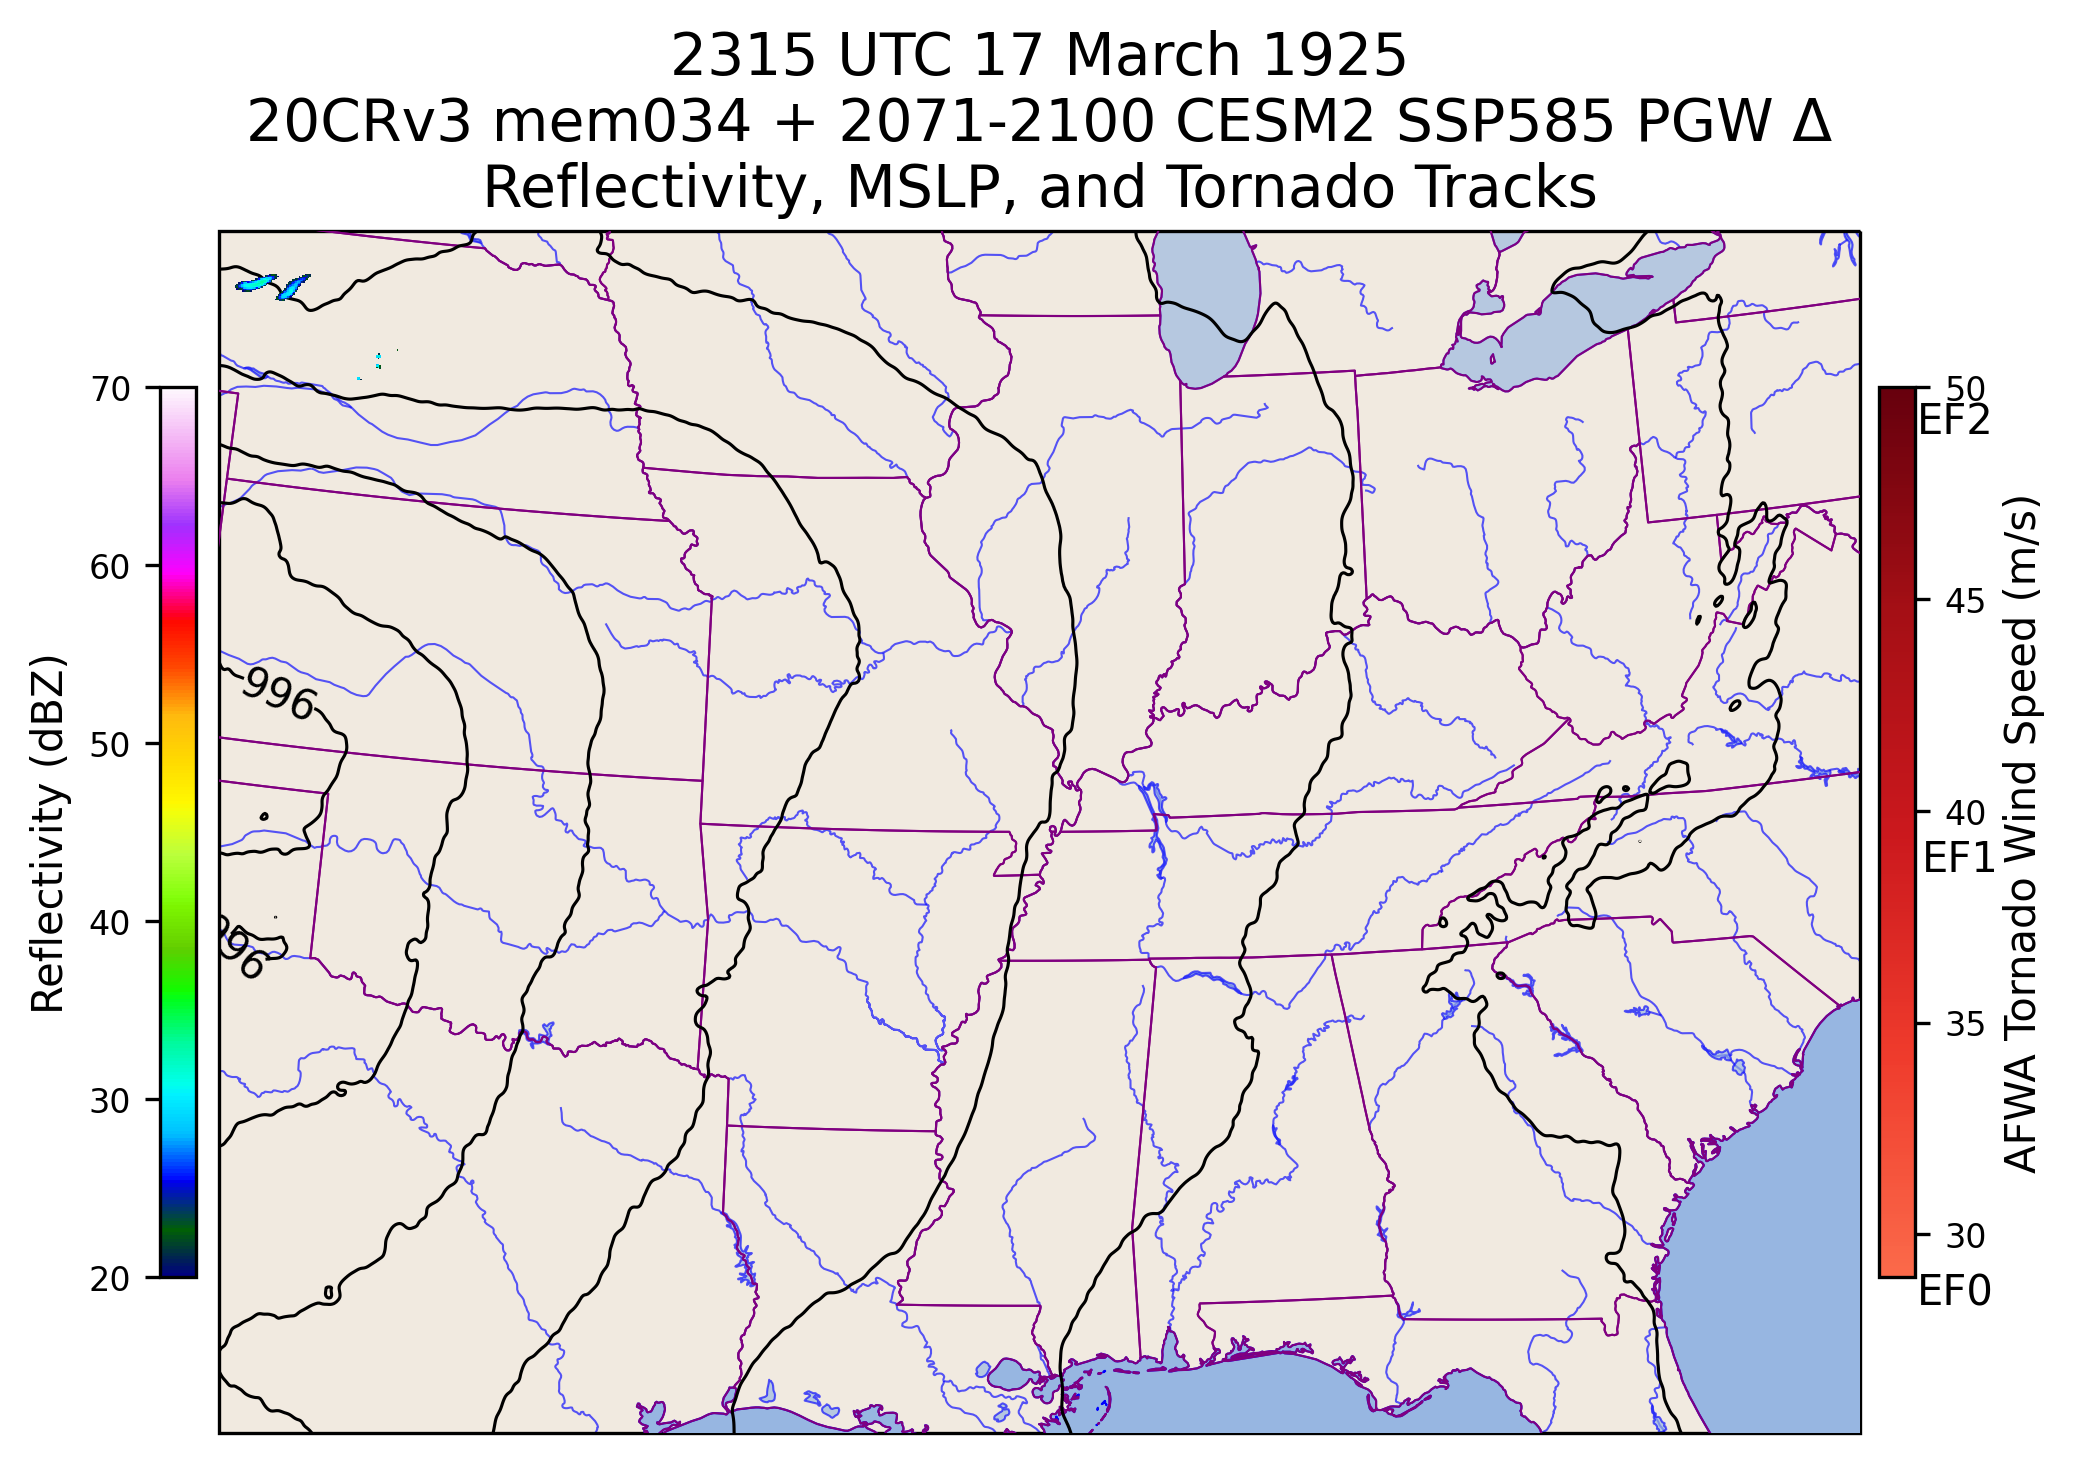 2315 UTC 17 March 1925
20CRv3 mem034 + 2071-2100 CESM2 SSP585 PGW Δ
Reflectivity, MSLP, and Tornado Tracks
70
60
50
40
30
20
Reflectivity (dBZ)
996
996
50
EF2
45
40
EF1
35
30
EF0
AFWA Tornado Wind Speed (m/s)